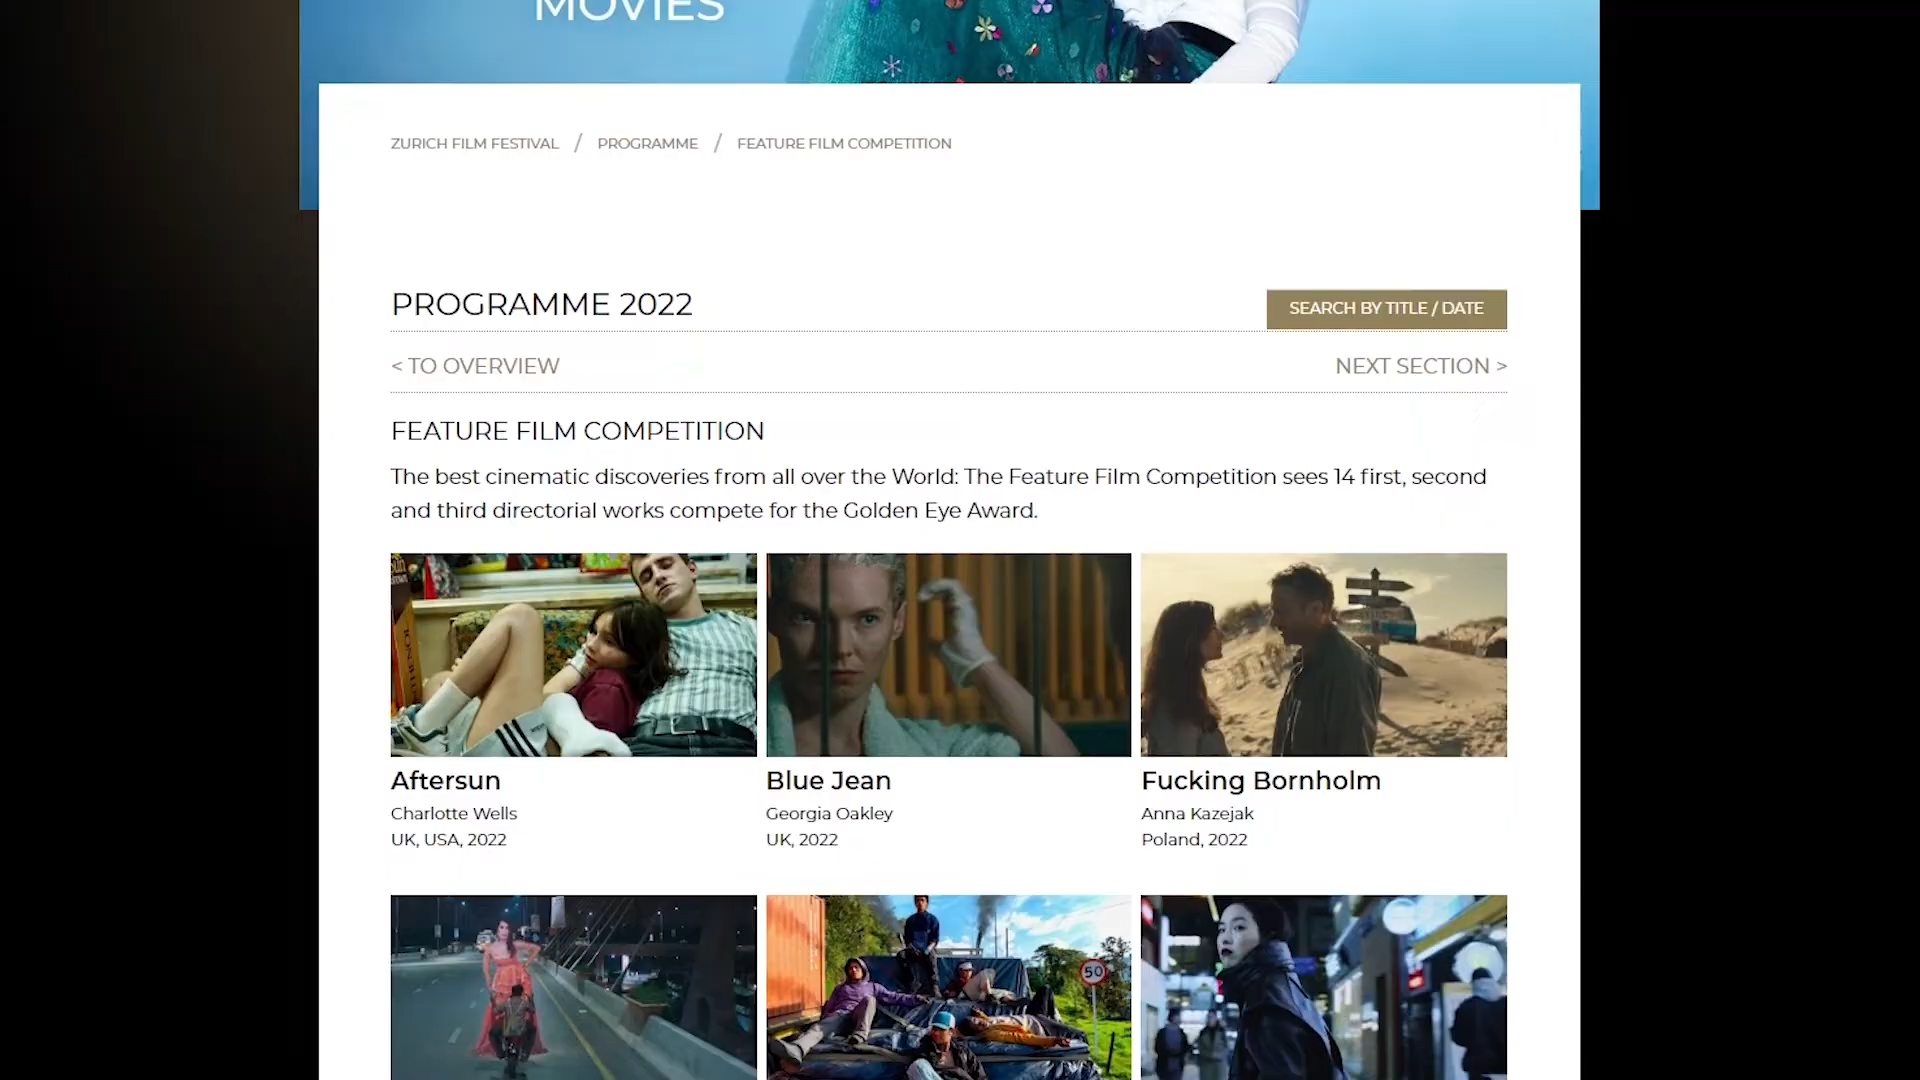 MOVIES
ZURICH FILM FESTIVAL / PROGRAMME / FEATURE FILM COMPETITION
PROGRAMME 2022
SEARCH BY TITLE / DATE
< TO OVERVIEW
NEXT SECTION >
FEATURE FILM COMPETITION
The best cinematic discoveries from all over the World: The Feature Film Competition sees 14 first, second
and third directorial works compete for the Golden Eye Award.
Aftersun
Charlotte Wells
UK, USA, 2022
Blue Jean
Georgia Oakley
UK, 2022
Fucking Bornholm
Anna Kazejak
Poland, 2022
50